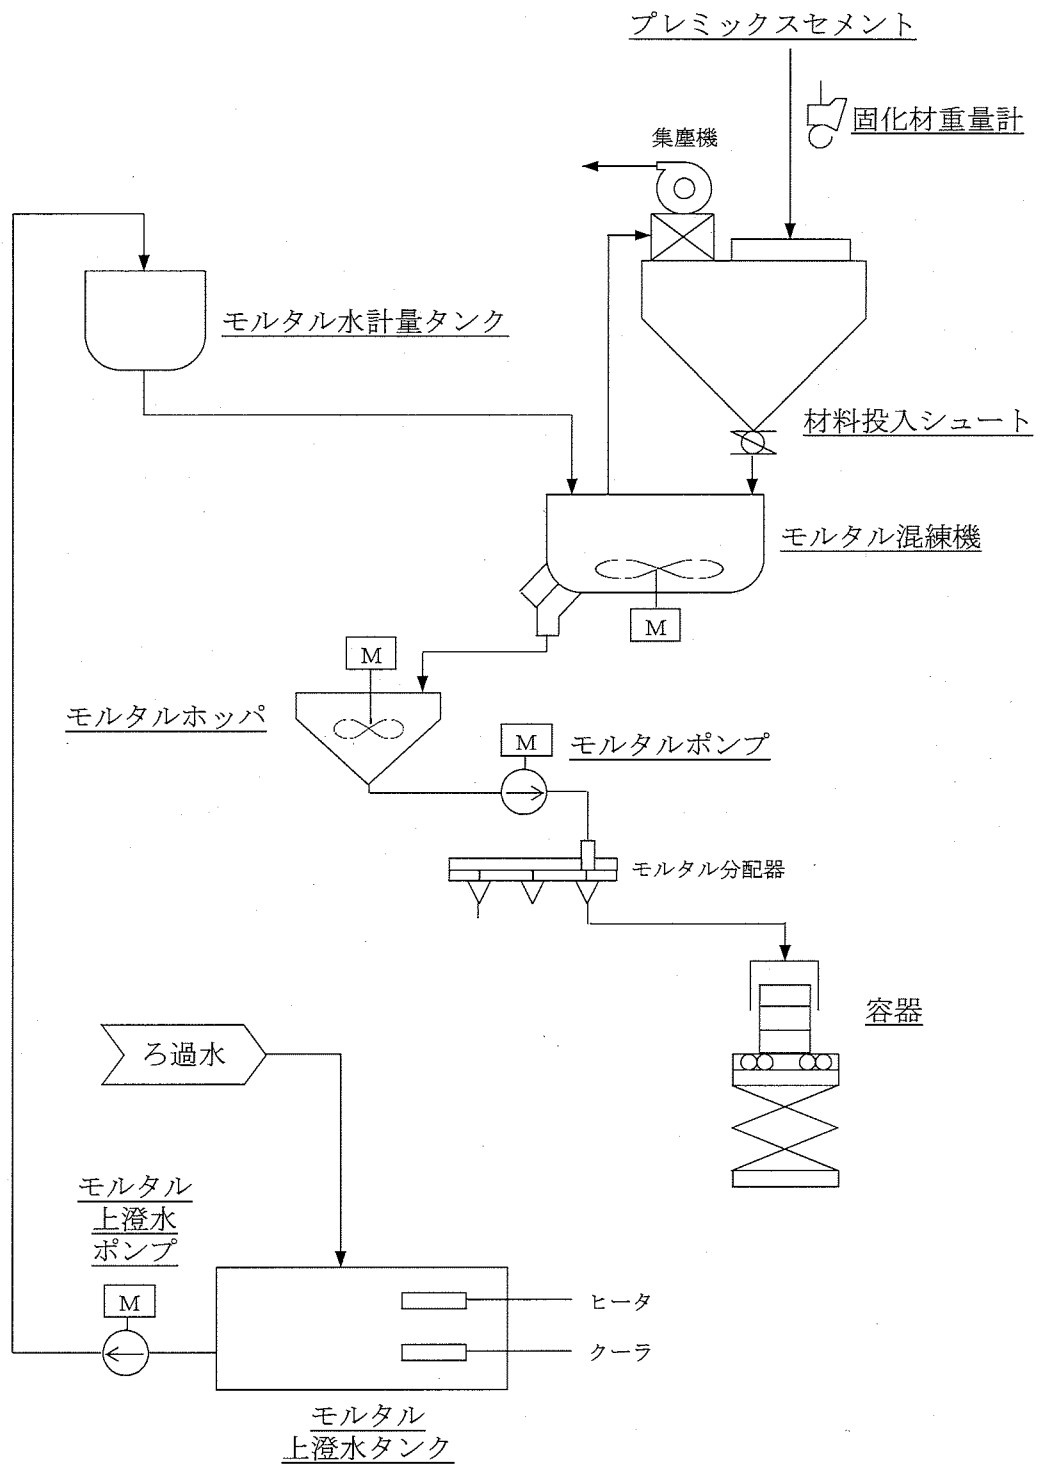 プレミックスセメント
固化材重量計
集塵機
モルタル水計量タンク
材料投入シュート
モルタル混練機
M
M
モルタルホッパ
M
モルタルポンプ
モルタル分配器
容器
ろ過水
モルタル
上澄水
ポンプ
M
ヒータ
クーラ
モルタル
上澄水タンク